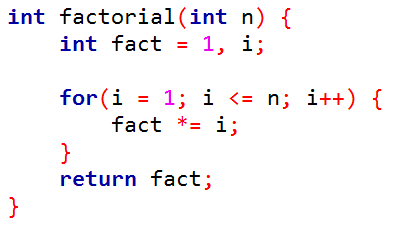 int factorial(int n) {
    int fact = 1, i;

    for(i = 1; i <= n; i++) {
        fact *= i;
    }
    return fact;
}